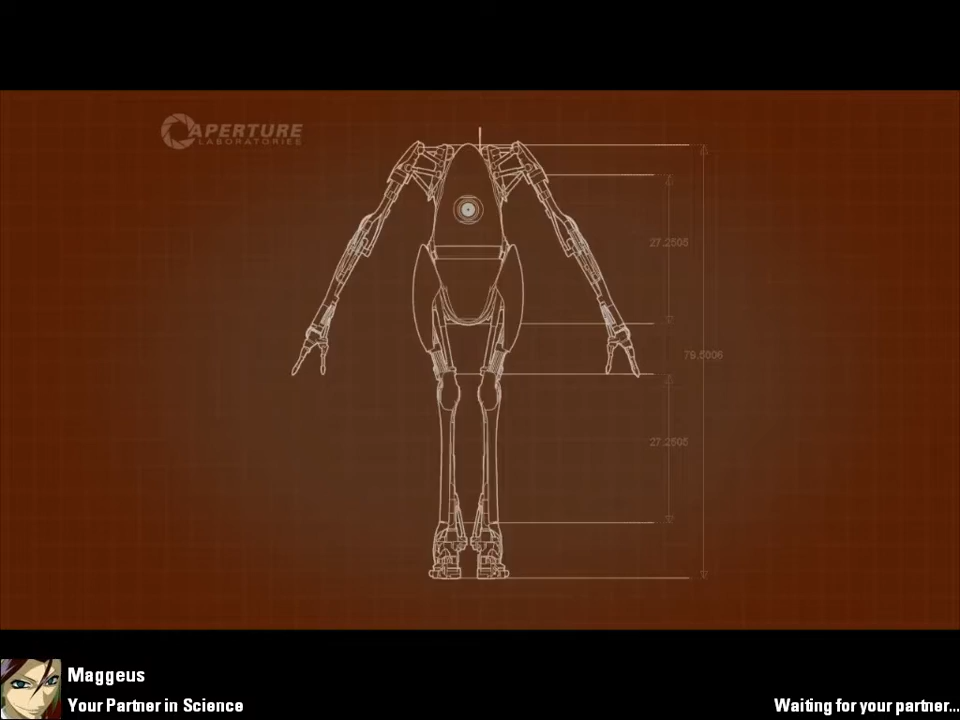 APERTURE
LABORATORIES
27.2505
76.5006
27.2505
Maggeus
Your Partner in Science
Waiting for your partner...